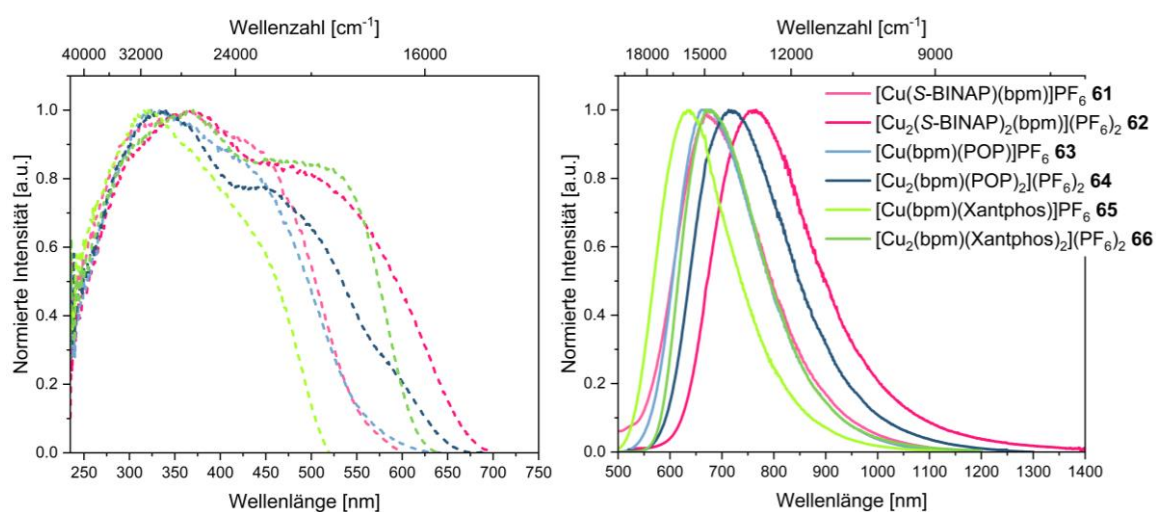 Wellenzahl [cm⁻¹]
40000 32000 24000 16000
Normierte Intensität [a.u.]
1.0
0.8
0.6
0.4
0.2
0.0
250 300 350 400 450 500 550 600 650 700 750
Wellenlänge [nm]
Wellenzahl [cm⁻¹]
18000 15000 12000 9000
Normierte Intensität [a.u.]
1.0
0.8
0.6
0.4
0.2
0.0
[Cu(S-BINAP)(bpm)]PF₆ 61
[Cu₂(S-BINAP)₂(bpm)](PF₆)₂ 62
[Cu(bpm)(POP)]PF₆ 63
[Cu₂(bpm)(POP)₂](PF₆)₂ 64
[Cu(bpm)(Xantphos)]PF₆ 65
[Cu₂(bpm)(Xantphos)₂](PF₆)₂ 66
500 600 700 800 900 1000 1100 1200 1300 1400
Wellenlänge [nm]